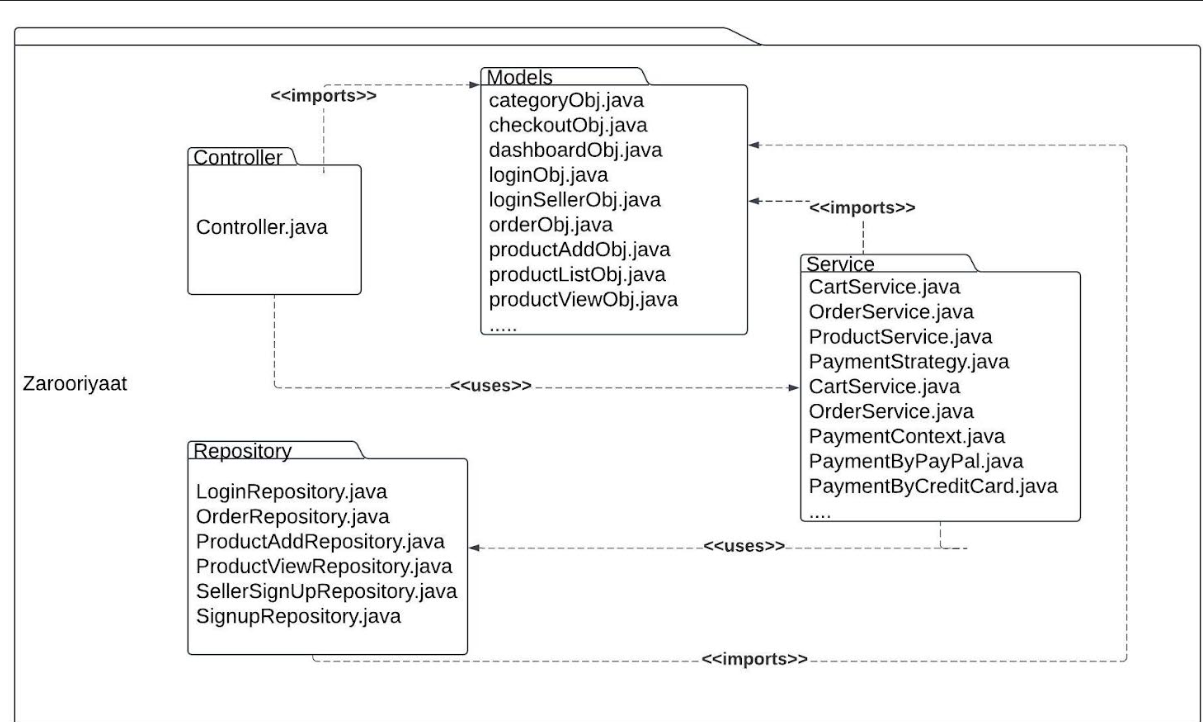 Models
categoryObj.java
checkoutObj.java
dashboardObj.java
loginObj.java
loginSellerObj.java
orderObj.java
productAddObj.java
productListObj.java
productViewObj.java
.....
<<imports>>
Controller
Controller.java
<<imports>>
Service
CartService.java
OrderService.java
ProductService.java
PaymentStrategy.java
CartService.java
OrderService.java
PaymentContext.java
PaymentByPayPal.java
PaymentByCreditCard.java
....
Zarooriyaat
<<uses>>
Repository
LoginRepository.java
OrderRepository.java
ProductAddRepository.java
ProductViewRepository.java
SellerSignUpRepository.java
SignupRepository.java
<<uses>>
<<imports>>